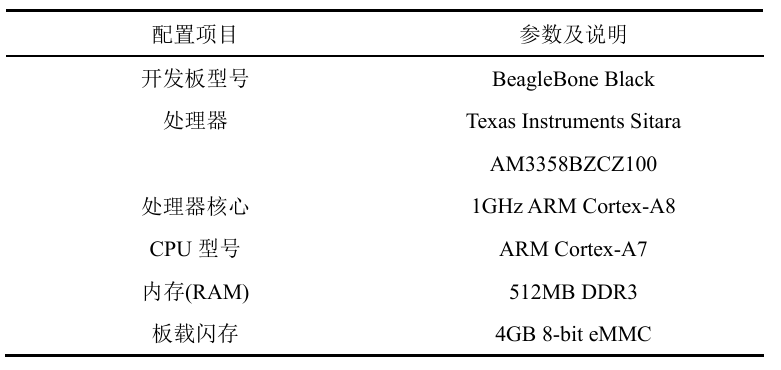 配置项目 参数及说明
开发板型号 BeagleBone Black
处理器 Texas Instruments Sitara
AM3358BZCZ100
处理器核心 1GHz ARM Cortex-A8
CPU 型号 ARM Cortex-A7
内存(RAM) 512MB DDR3
板载闪存 4GB 8-bit eMMC